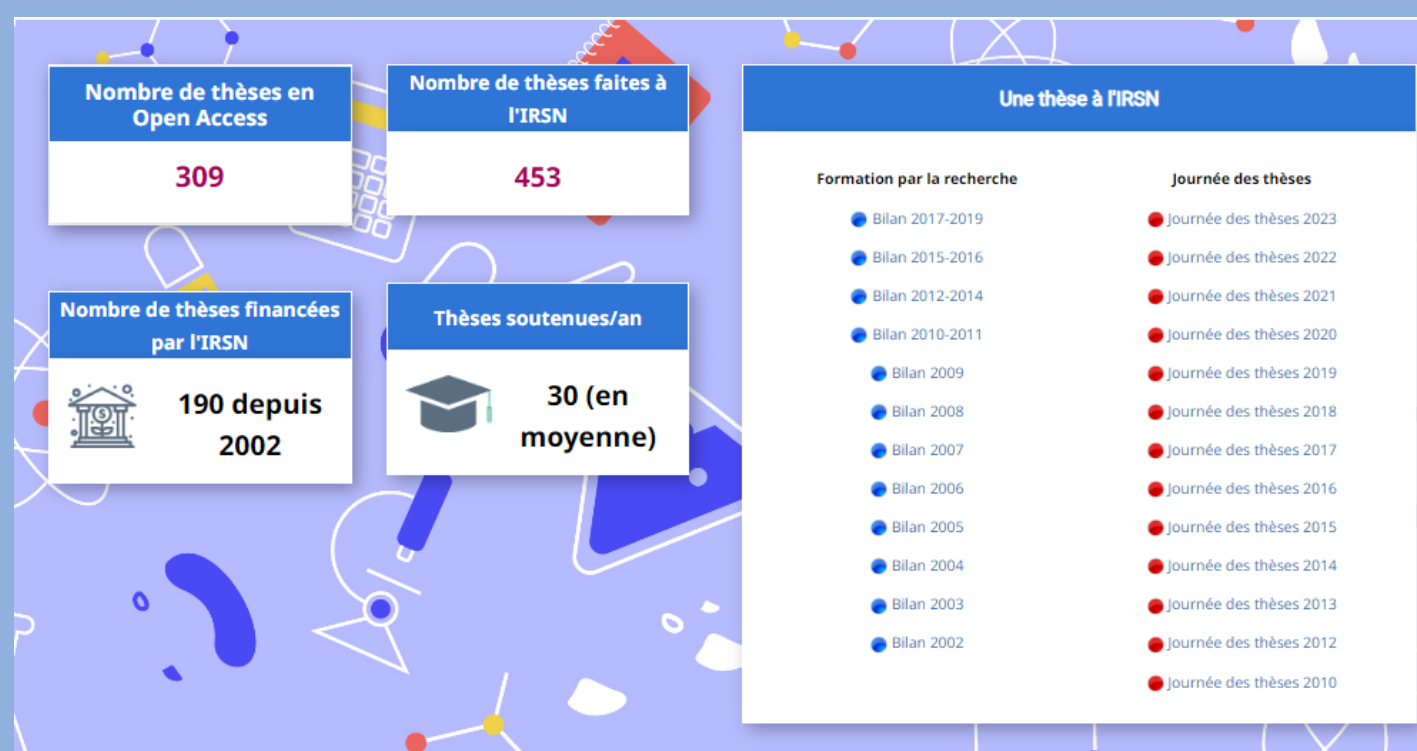 Nombre de thèses en
Open Access
309
Nombre de thèses faites à
l'IRSN
453
Nombre de thèses financées
par l'IRSN
190 depuis
2002
Thèses soutenues/an
30 (en
moyenne)
Une thèse à l'IRSN
Formation par la recherche
Bilan 2017-2019
Bilan 2015-2016
Bilan 2012-2014
Bilan 2010-2011
Bilan 2009
Bilan 2008
Bilan 2007
Bilan 2006
Bilan 2005
Bilan 2004
Bilan 2003
Bilan 2002
Journée des thèses
Journée des thèses 2023
Journée des thèses 2022
Journée des thèses 2021
Journée des thèses 2020
Journée des thèses 2019
Journée des thèses 2018
Journée des thèses 2017
Journée des thèses 2016
Journée des thèses 2015
Journée des thèses 2014
Journée des thèses 2013
Journée des thèses 2012
Journée des thèses 2010